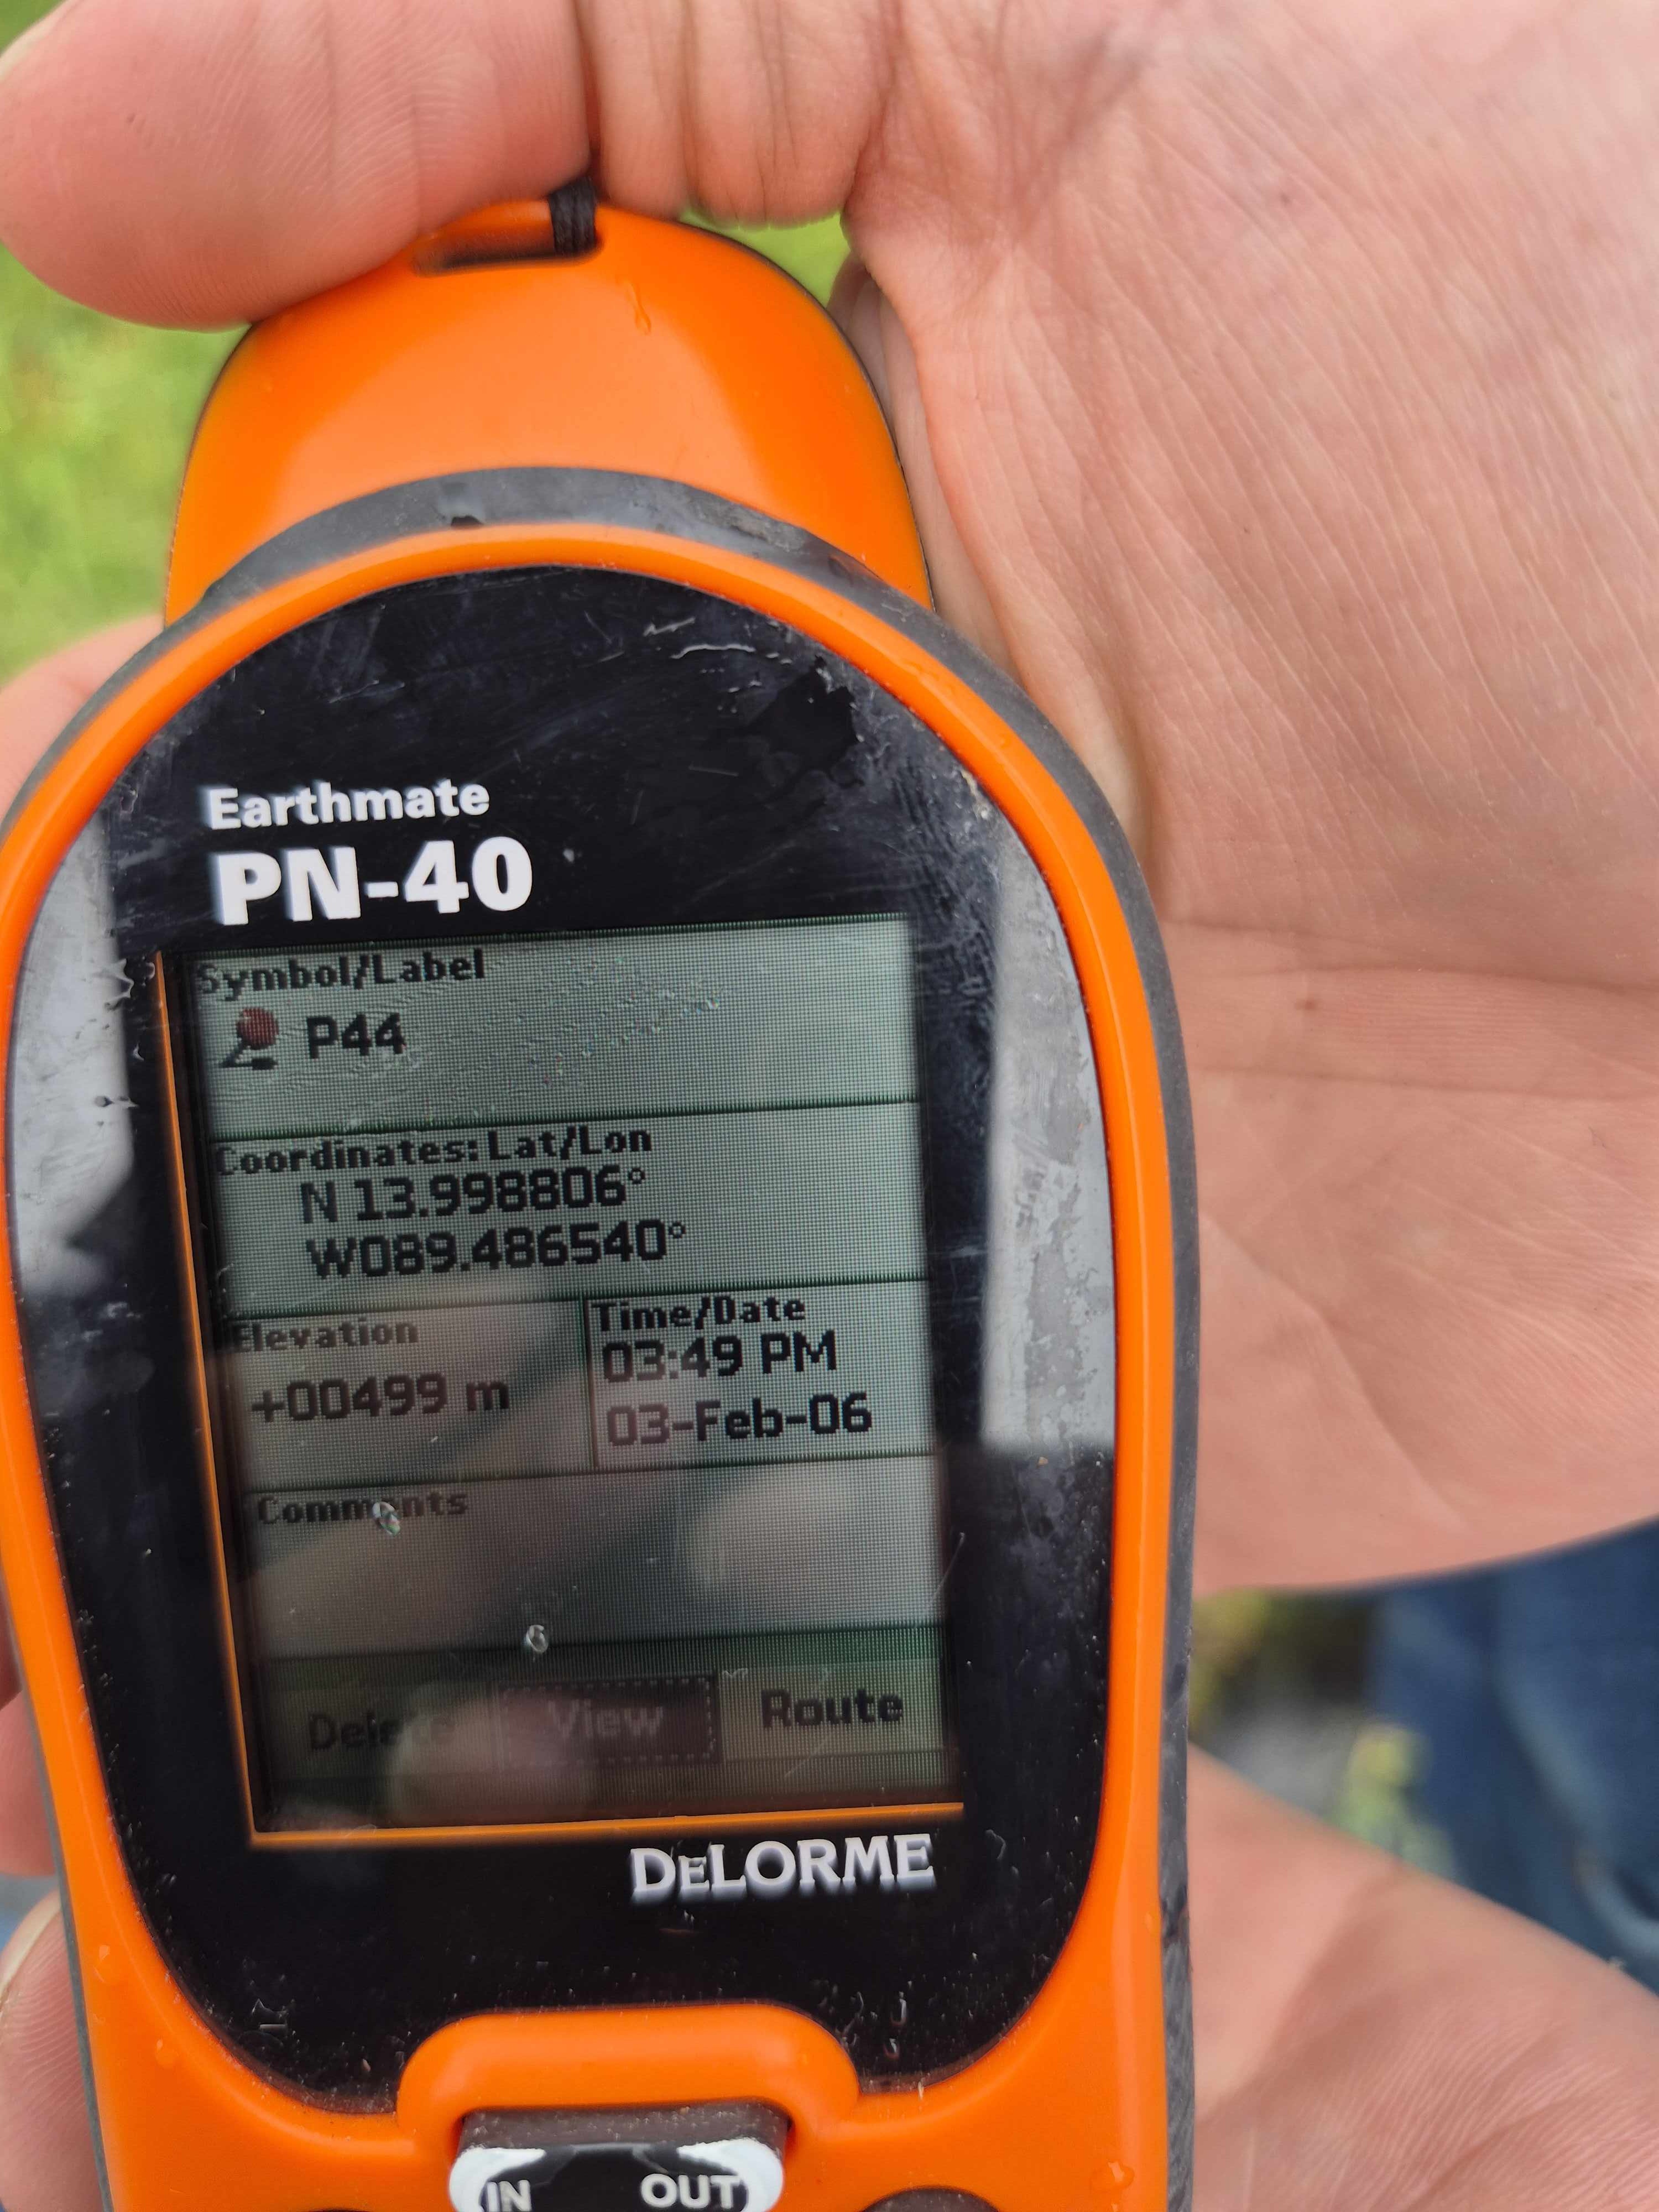 Earthmate
PN-40
Symbol/Label
P44
Coordinates: Lat/Lon
N 13.998806°
W089.486540°
Elevation
+00499 m
Time/Date
03:49 PM
03-Feb-06
Comments
Delete View Route
DELORME
IN OUT